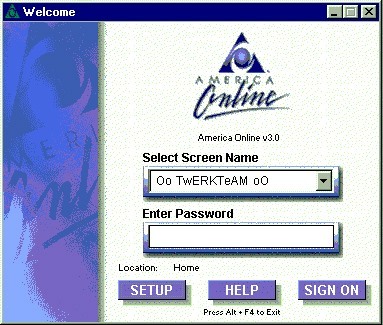 Welcome
AMERICA
Online
America Online v3.0
Select Screen Name
Oo TwERKTeAM oO
Enter Password
Location: Home
SETUP HELP SIGN ON
Press Alt + F4 to Exit